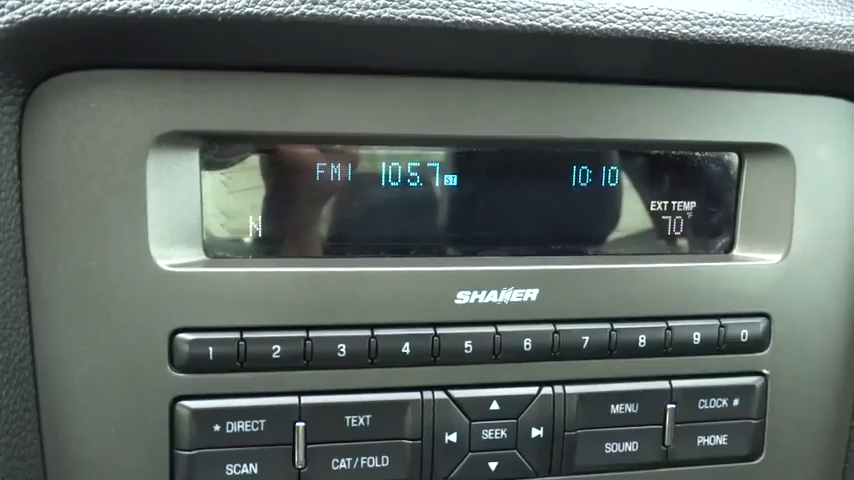 FM1 105.7 ST 10:10
N EXT TEMP
70°F
SHAKER
1 2 3 4 5 6 7 8 9 0
* DIRECT TEXT MENU CLOCK #
SEEK
SCAN CAT/FOLD SOUND PHONE